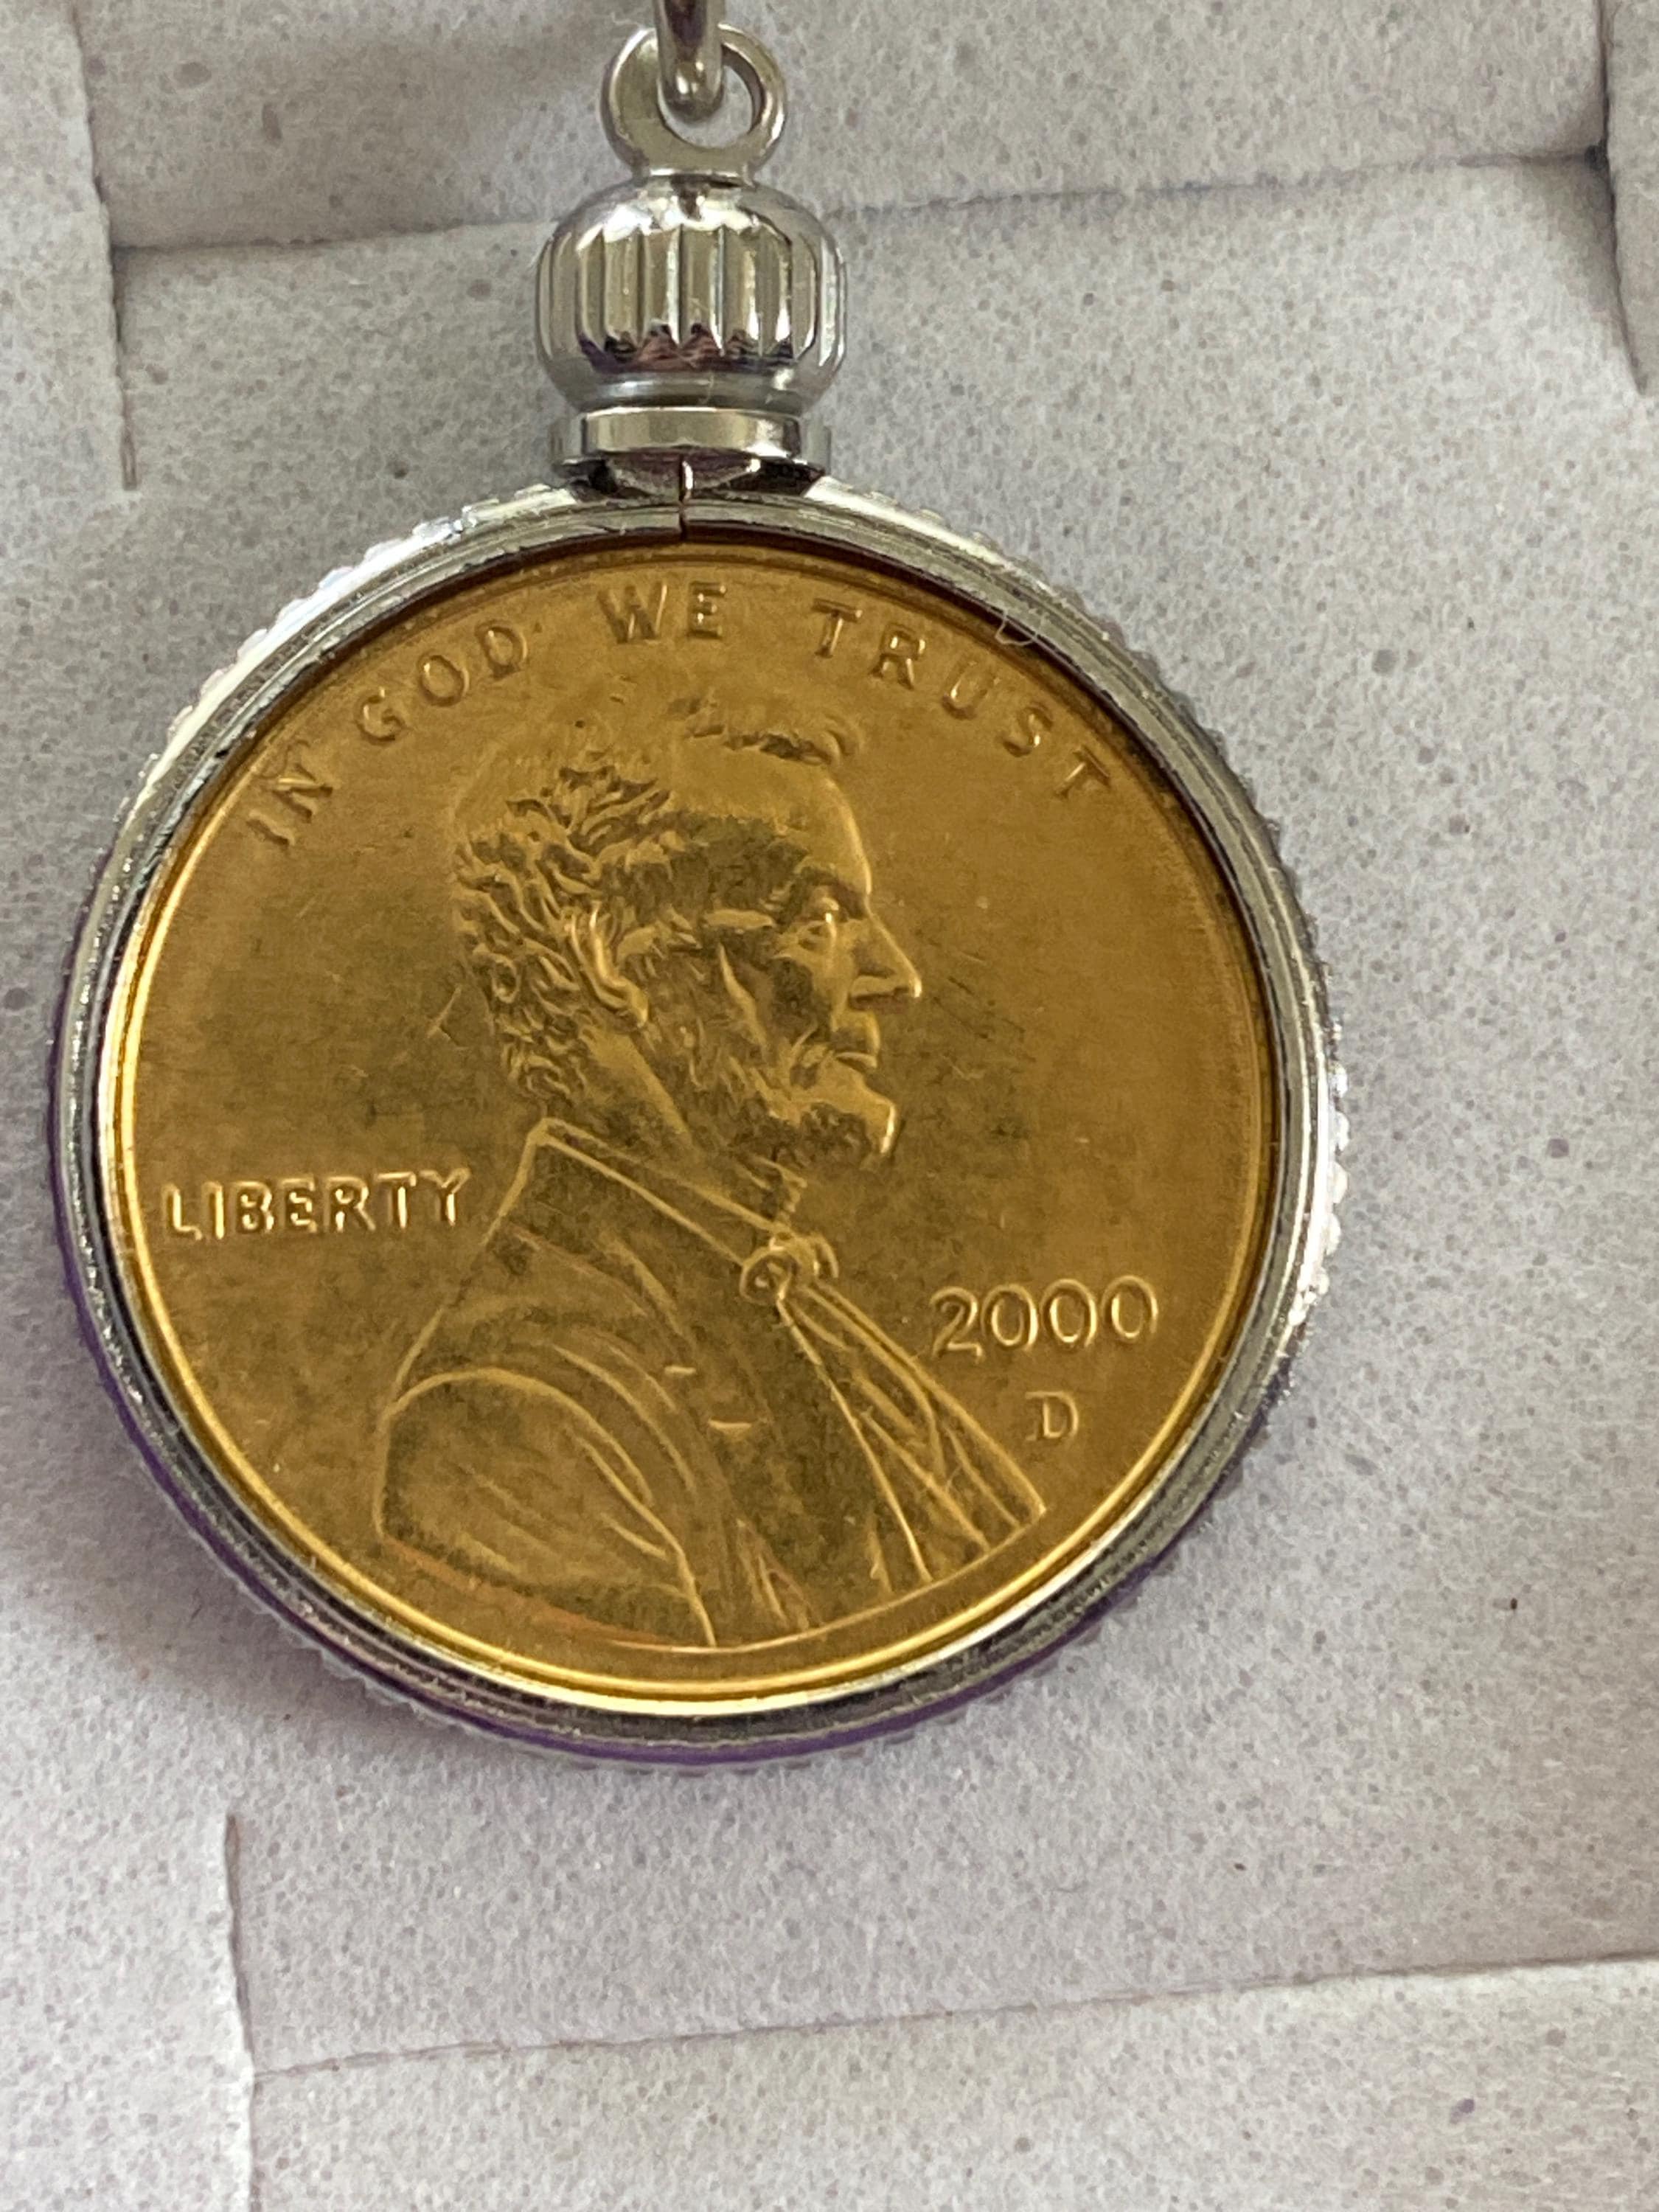 IN GOD WE TRUST
LIBERTY
2000
D